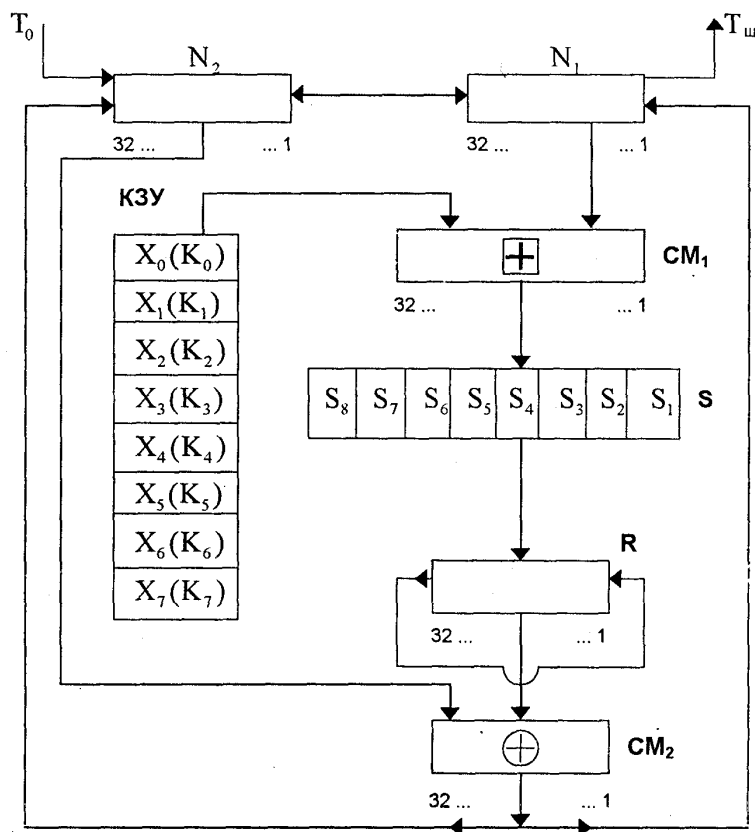 T₀ Tш
N₂ N₁
32 ... ... 1 32 ... ... 1
КЗУ
X₀(K₀)
X₁(K₁)
X₂(K₂)
X₃(K₃)
X₄(K₄)
X₅(K₅)
X₆(K₆)
X₇(K₇)
+ СМ₁
32 ... ... 1
S₈ S₇ S₆ S₅ S₄ S₃ S₂ S₁ S
R
32 ... ... 1
+ СМ₂
32 ... ... 1